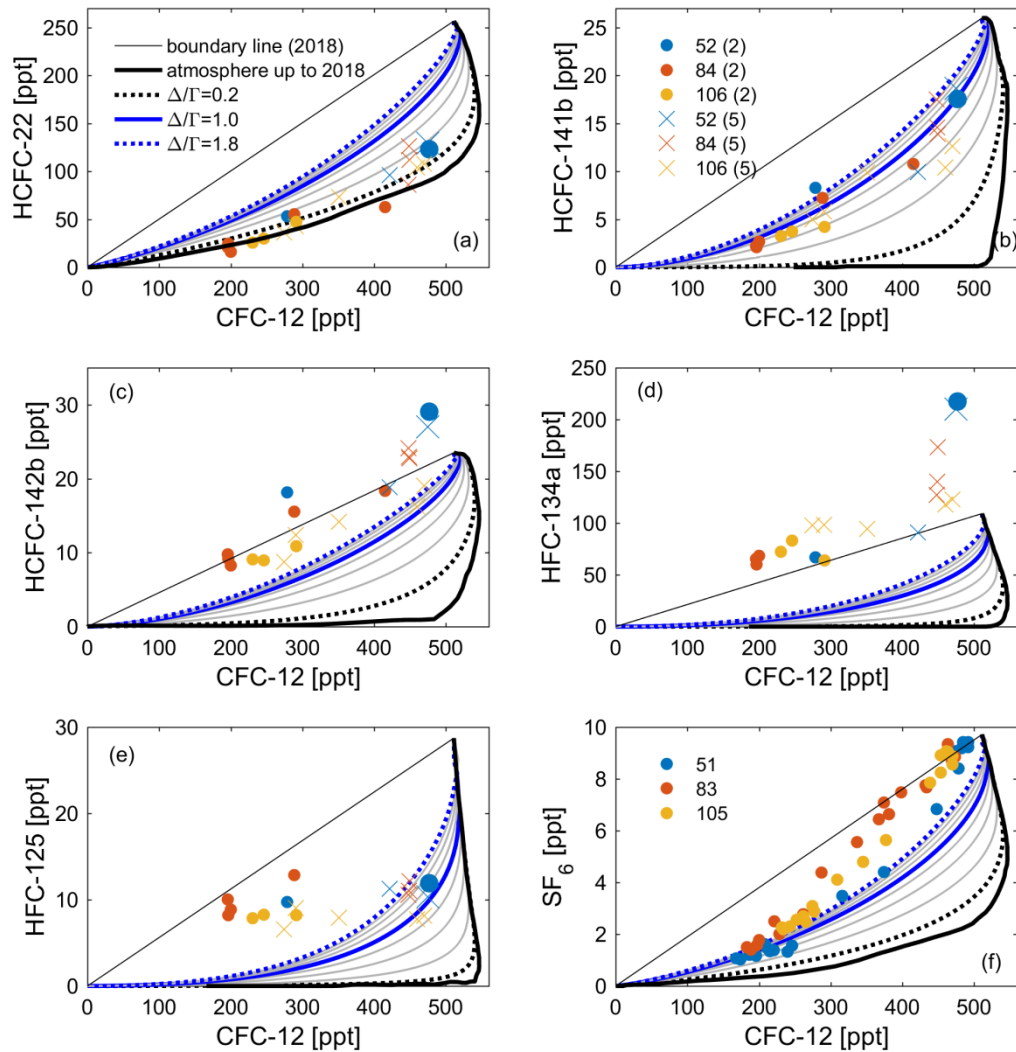 250
200
150
100
50
0
HCFC-22 [ppt]
boundary line (2018)
atmosphere up to 2018
Δ/Γ=0.2
Δ/Γ=1.0
Δ/Γ=1.8
(a)
0 100 200 300 400 500
CFC-12 [ppt]
25
20
15
10
5
0
HCFC-141b [ppt]
52 (2)
84 (2)
106 (2)
52 (5)
84 (5)
106 (5)
(b)
0 100 200 300 400 500
CFC-12 [ppt]
30
20
10
0
HCFC-142b [ppt]
(c)
0 100 200 300 400 500
CFC-12 [ppt]
250
200
150
100
50
0
HFC-134a [ppt]
(d)
0 100 200 300 400 500
CFC-12 [ppt]
30
20
10
0
HFC-125 [ppt]
(e)
0 100 200 300 400 500
CFC-12 [ppt]
10
8
6
4
2
0
SF6 [ppt]
51
83
105
(f)
0 100 200 300 400 500
CFC-12 [ppt]